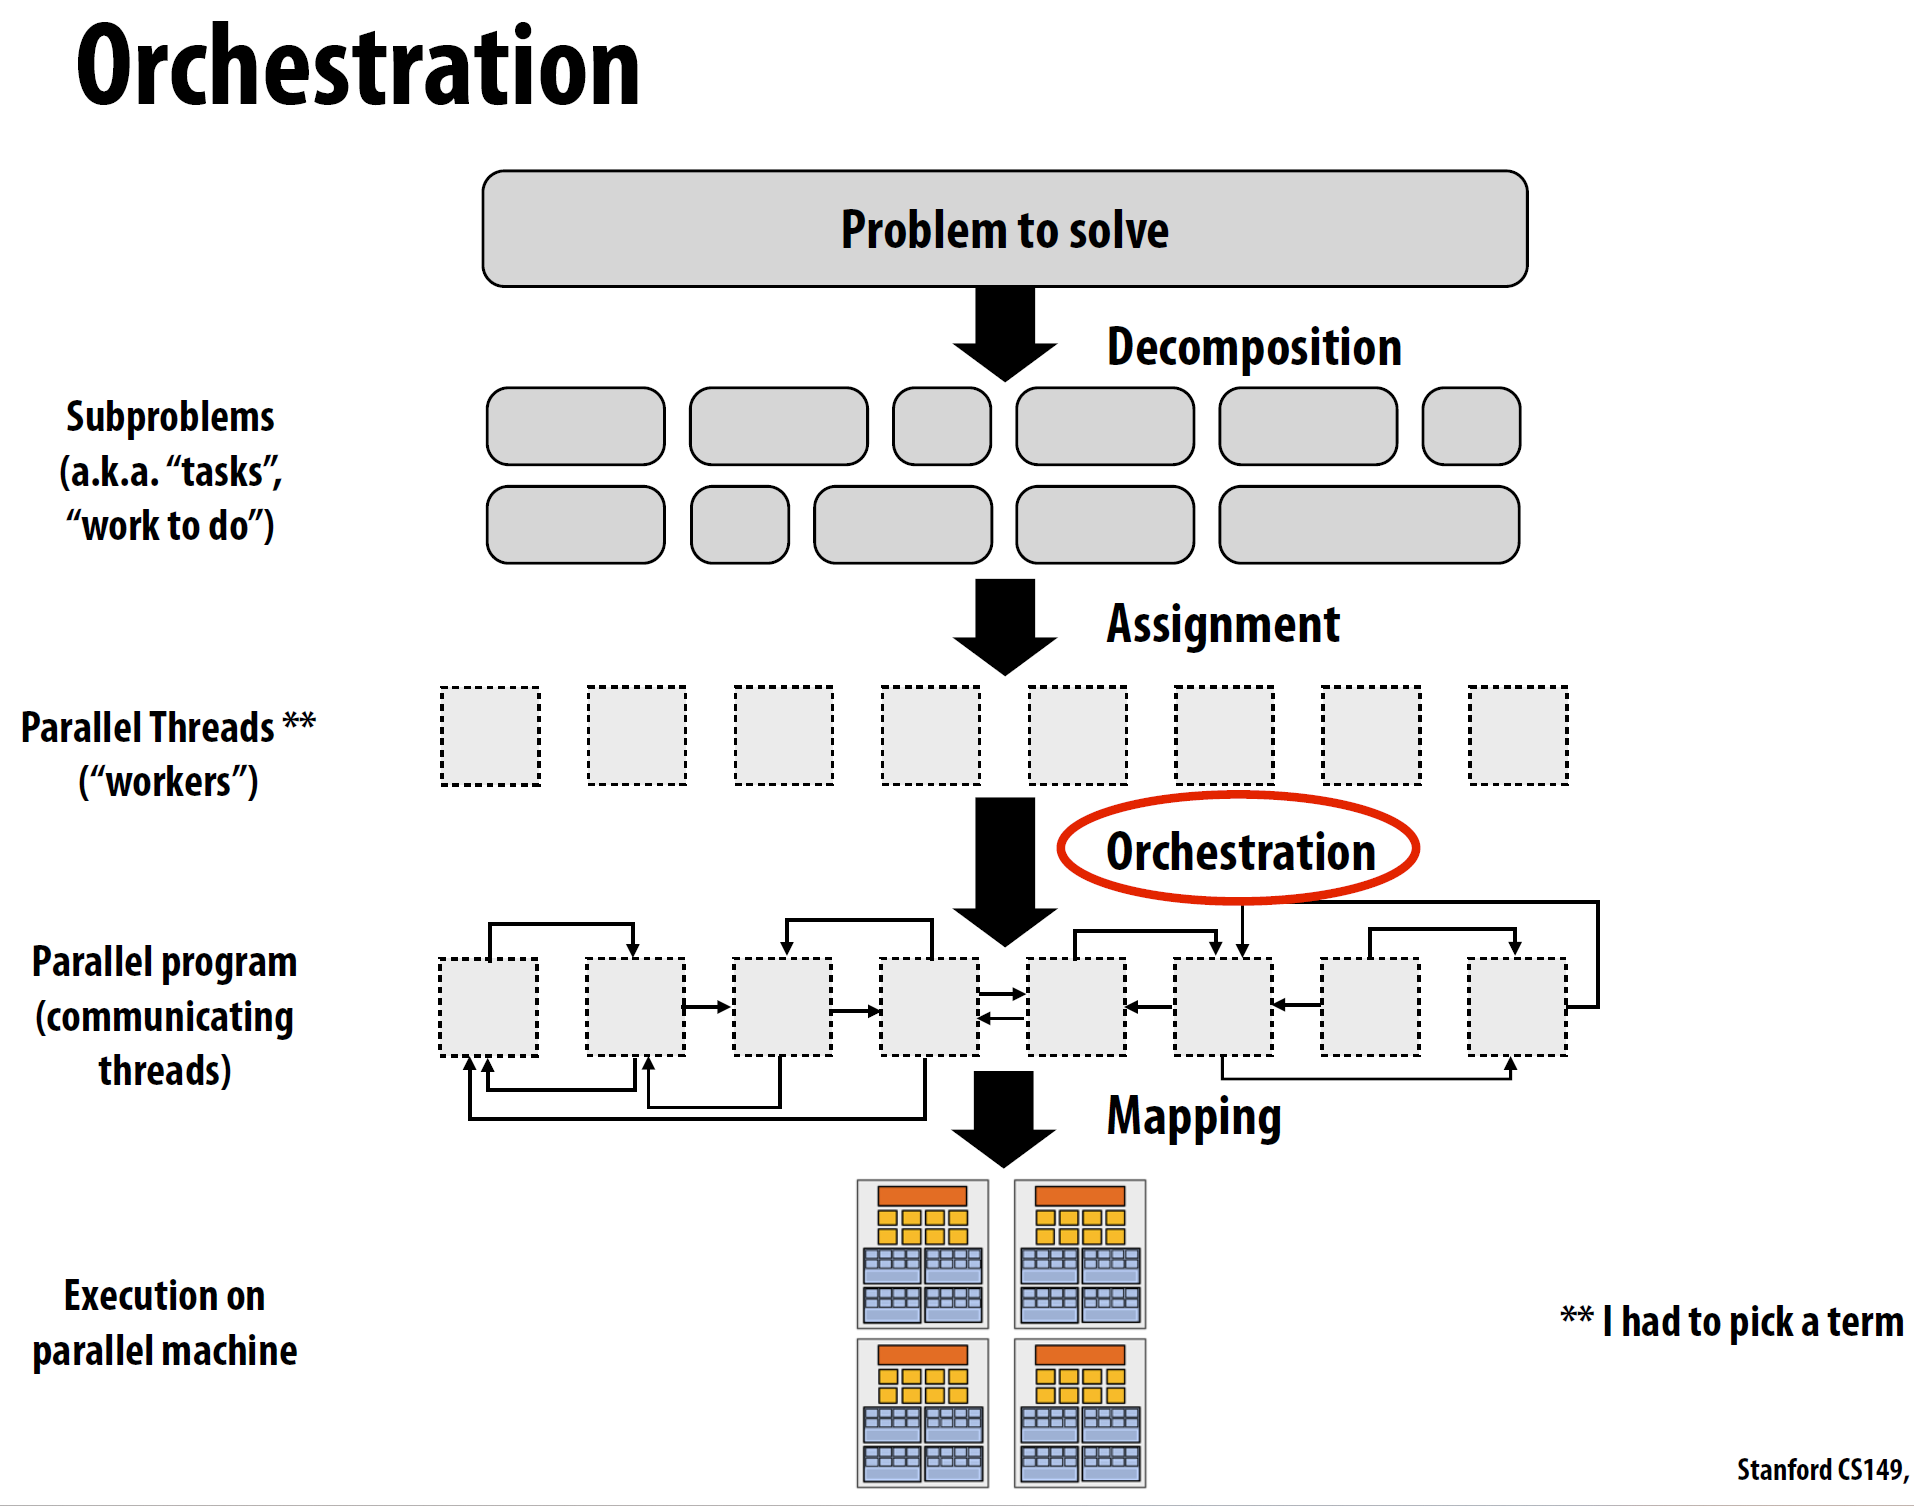 Orchestration
Problem to solve
Decomposition
Subproblems
(a.k.a. “tasks”,
“work to do”)
Assignment
Parallel Threads **
(“workers”)
Orchestration
Parallel program
(communicating
threads)
Mapping
Execution on
parallel machine
** I had to pick a term
Stanford CS149,